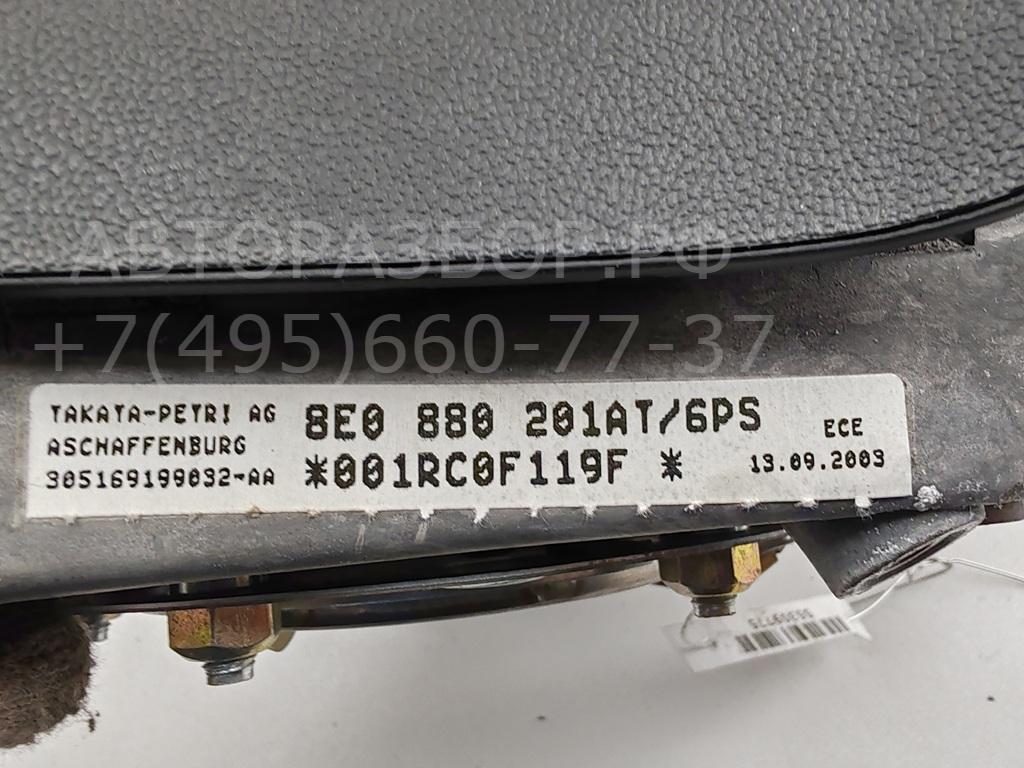 АВТОРАЗБОР.РФ
+7(495)660-77-37
TAKATA-PETRI AG
ASCHAFFENBURG
305169199032-AA
8E0 880 201AT/6PS
*001RC0F119F *
ECE
13.09.2003